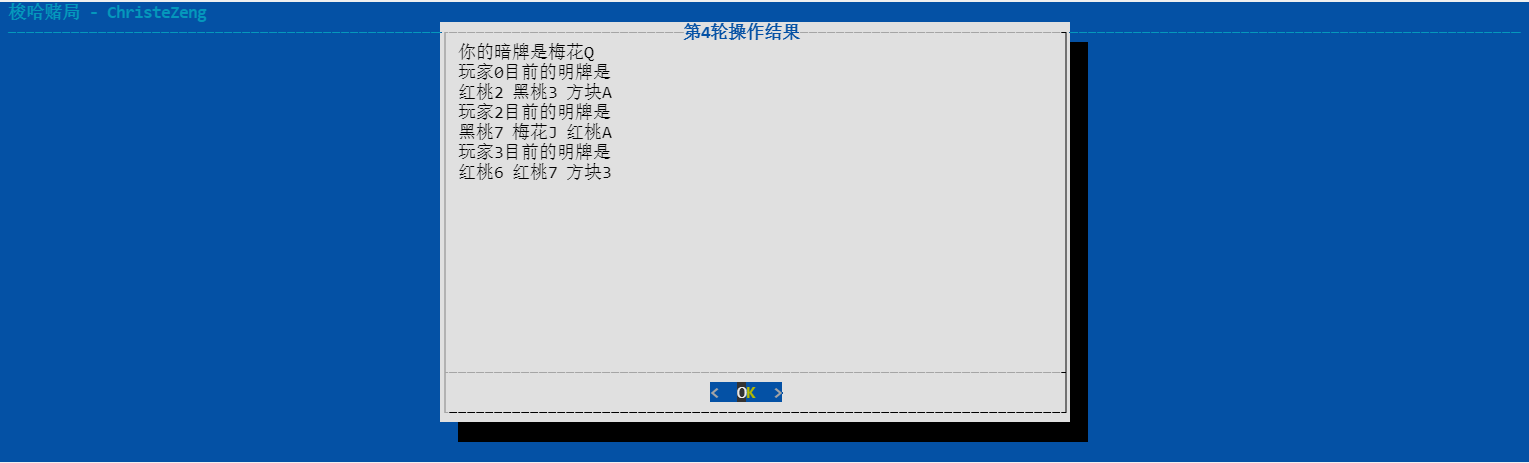 梭哈赌局 - ChristeZeng
第4轮操作结果
你的暗牌是梅花Q
玩家0目前的明牌是
红桃2 黑桃3 方块A
玩家2目前的明牌是
黑桃7 梅花J 红桃A
玩家3目前的明牌是
红桃6 红桃7 方块3
< OK >